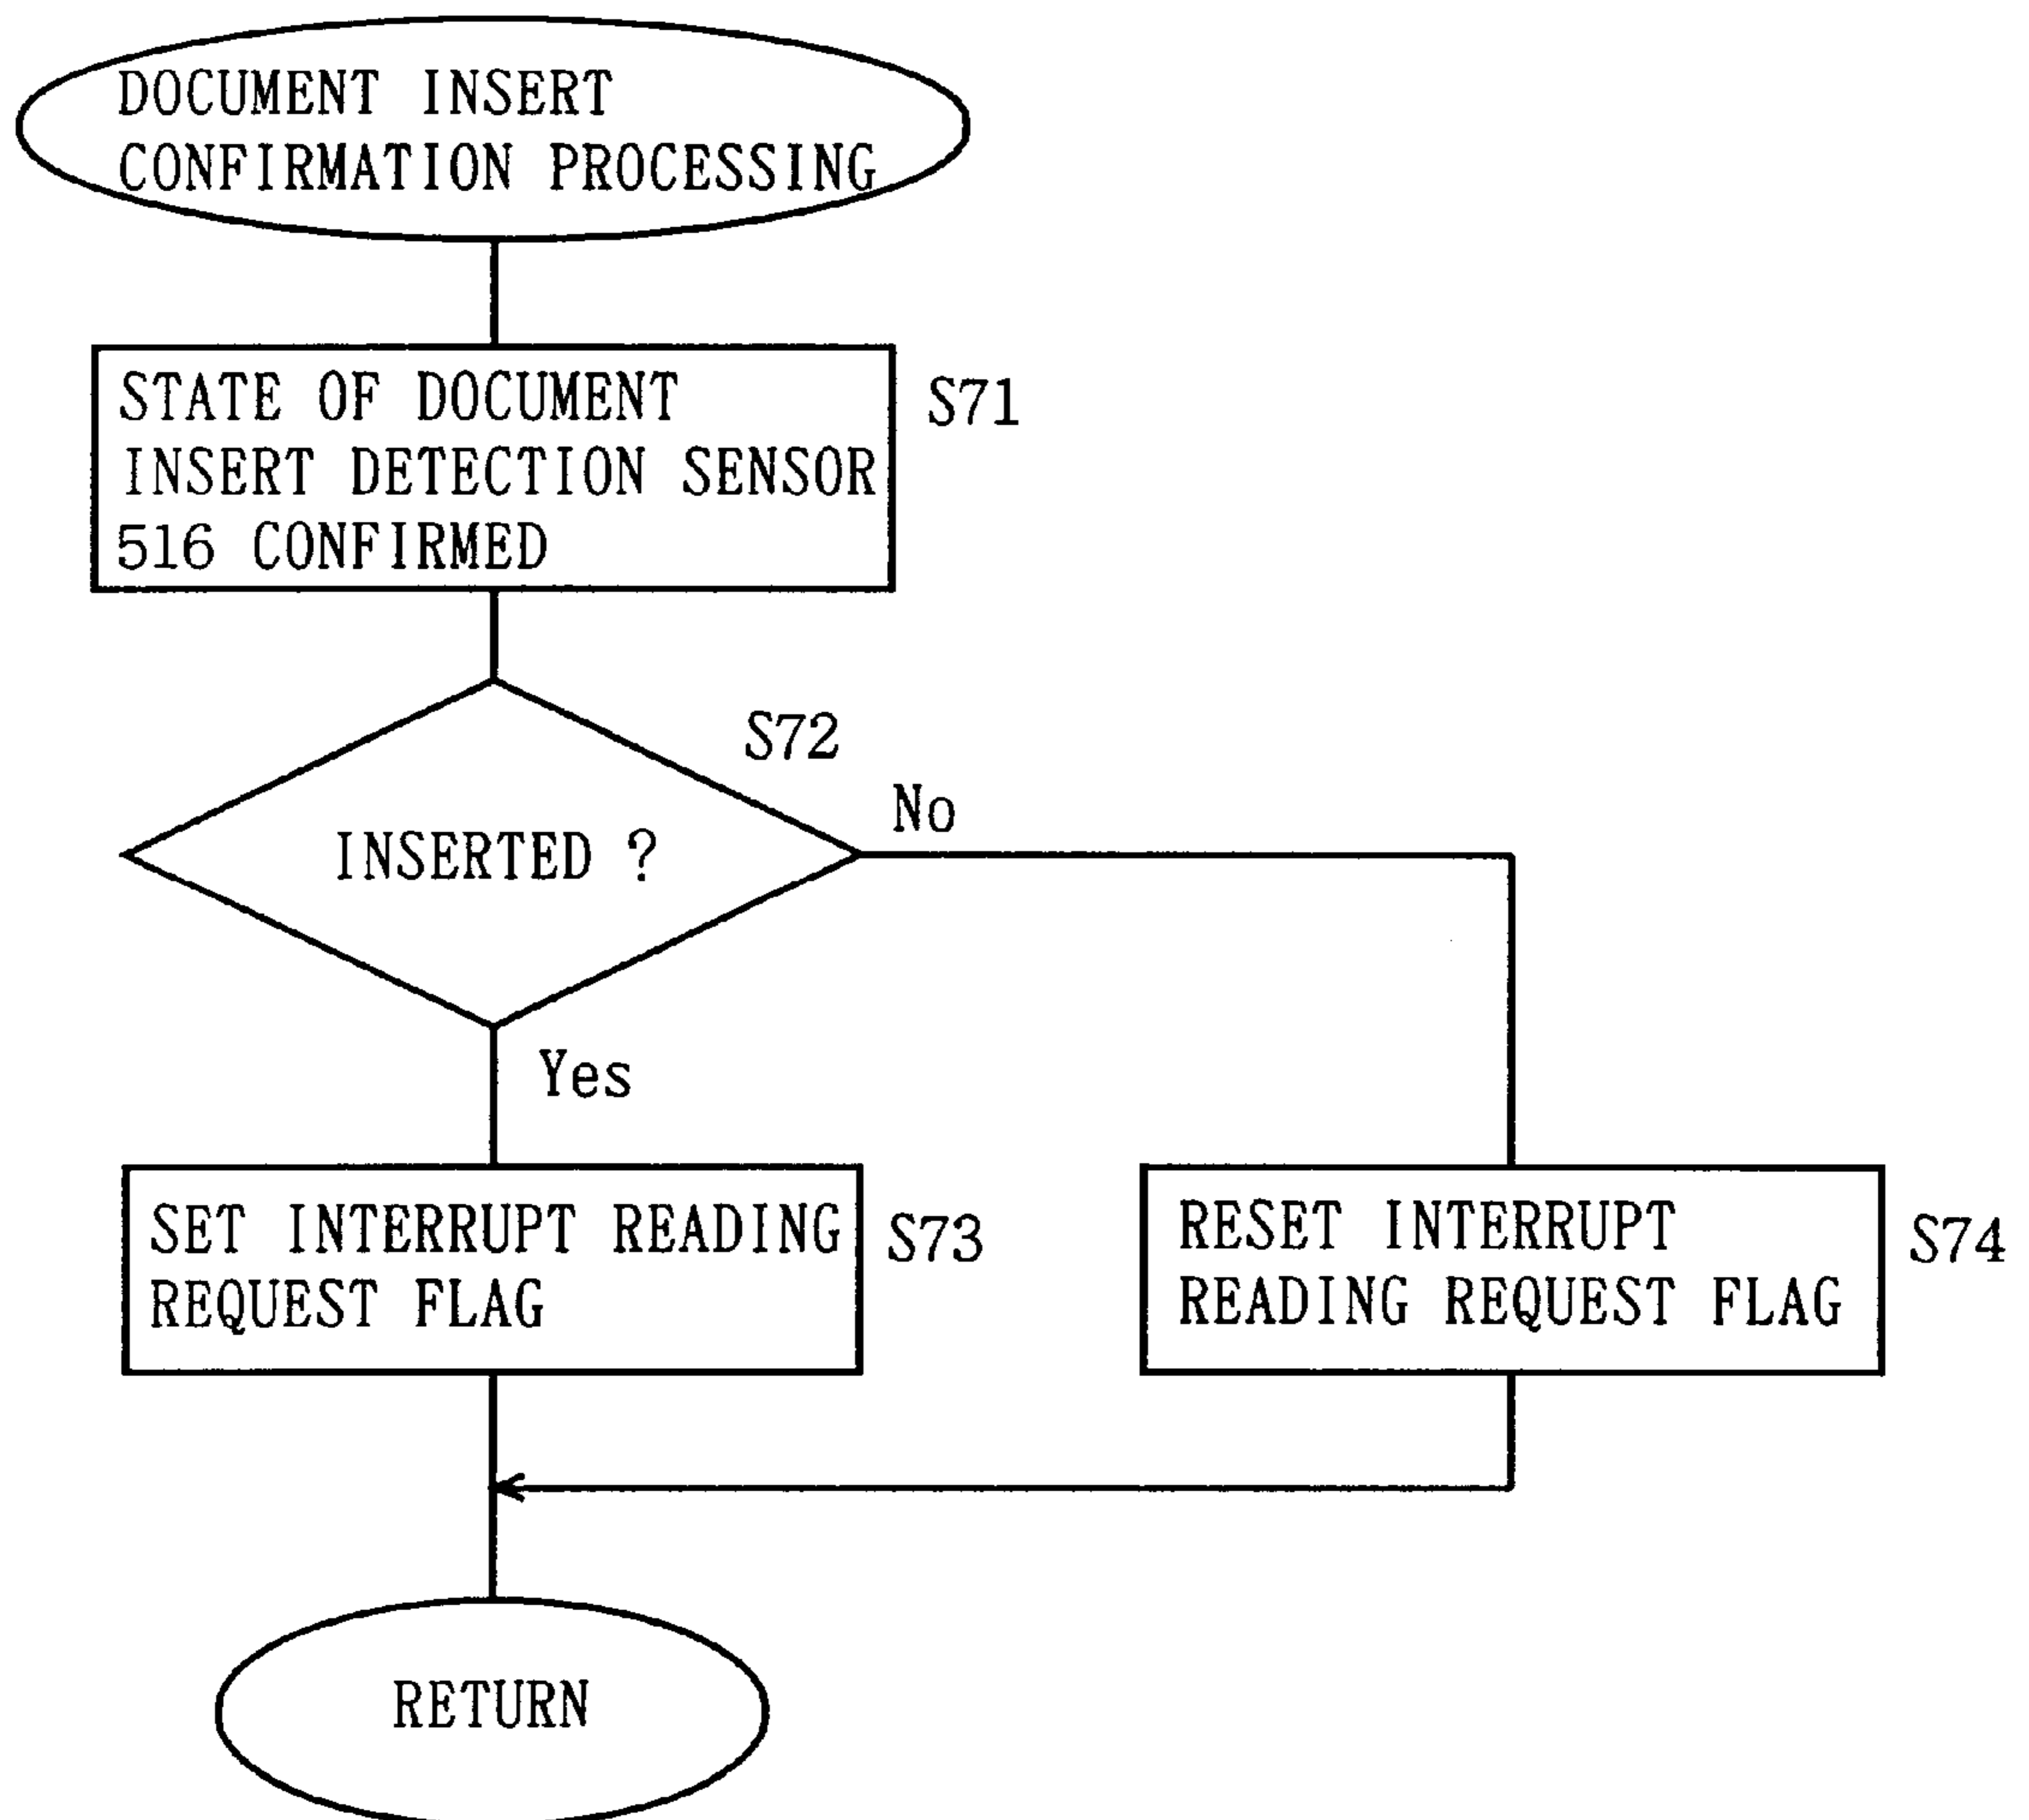 DOCUMENT INSERT
CONFIRMATION PROCESSING
STATE OF DOCUMENT
INSERT DETECTION SENSOR
516 CONFIRMED
S71
S72
INSERTED ?
No
Yes
SET INTERRUPT READING
REQUEST FLAG
S73
RESET INTERRUPT
READING REQUEST FLAG
S74
RETURN